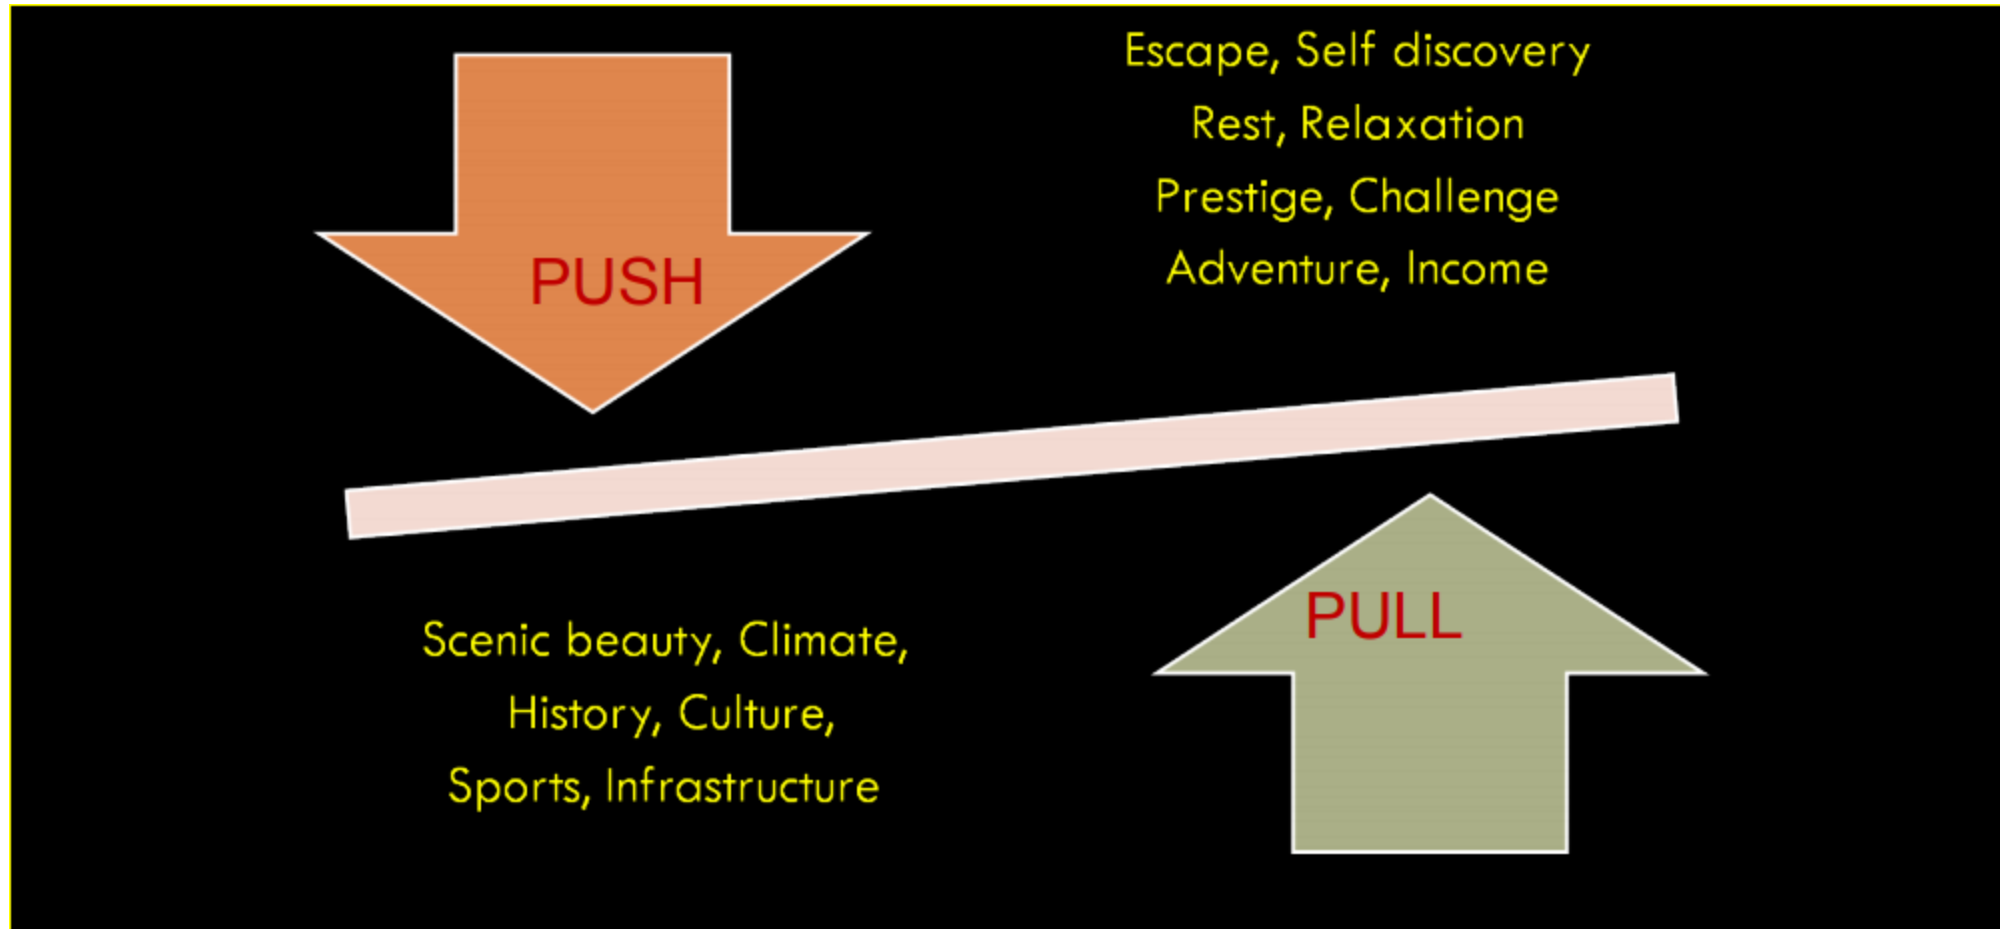 Escape, Self discovery
Rest, Relaxation
Prestige, Challenge
Adventure, Income
PUSH
PULL
Scenic beauty, Climate,
History, Culture,
Sports, Infrastructure